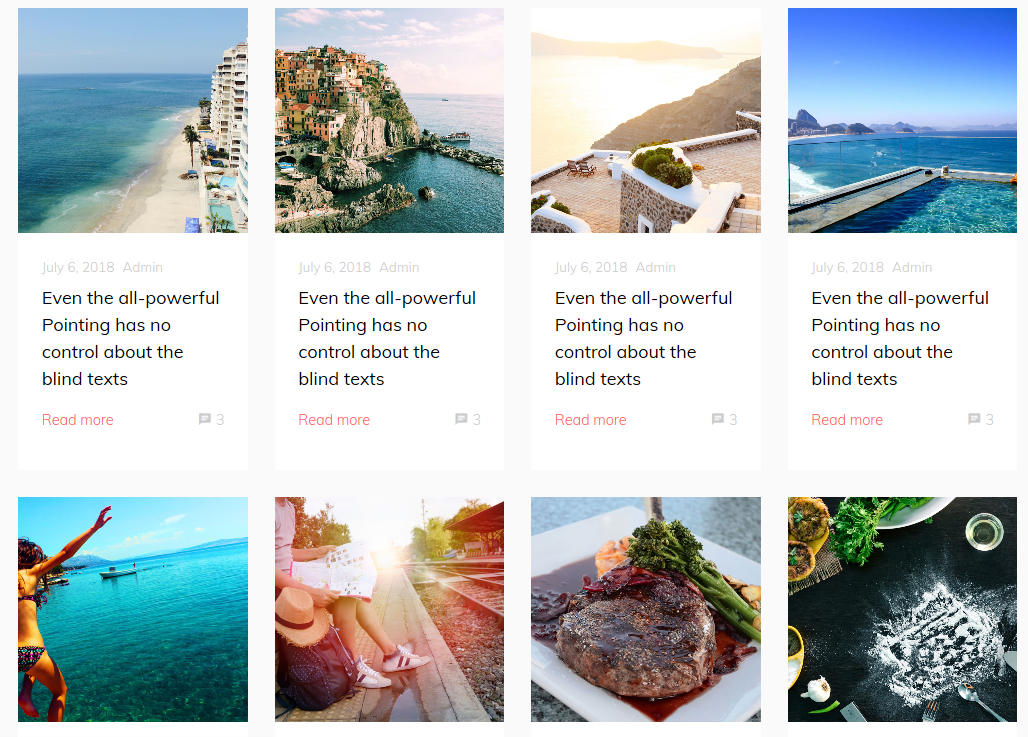 July 6, 2018 Admin
Even the all-powerful
Pointing has no
control about the
blind texts
Read more 3
July 6, 2018 Admin
Even the all-powerful
Pointing has no
control about the
blind texts
Read more 3
July 6, 2018 Admin
Even the all-powerful
Pointing has no
control about the
blind texts
Read more 3
July 6, 2018 Admin
Even the all-powerful
Pointing has no
control about the
blind texts
Read more 3